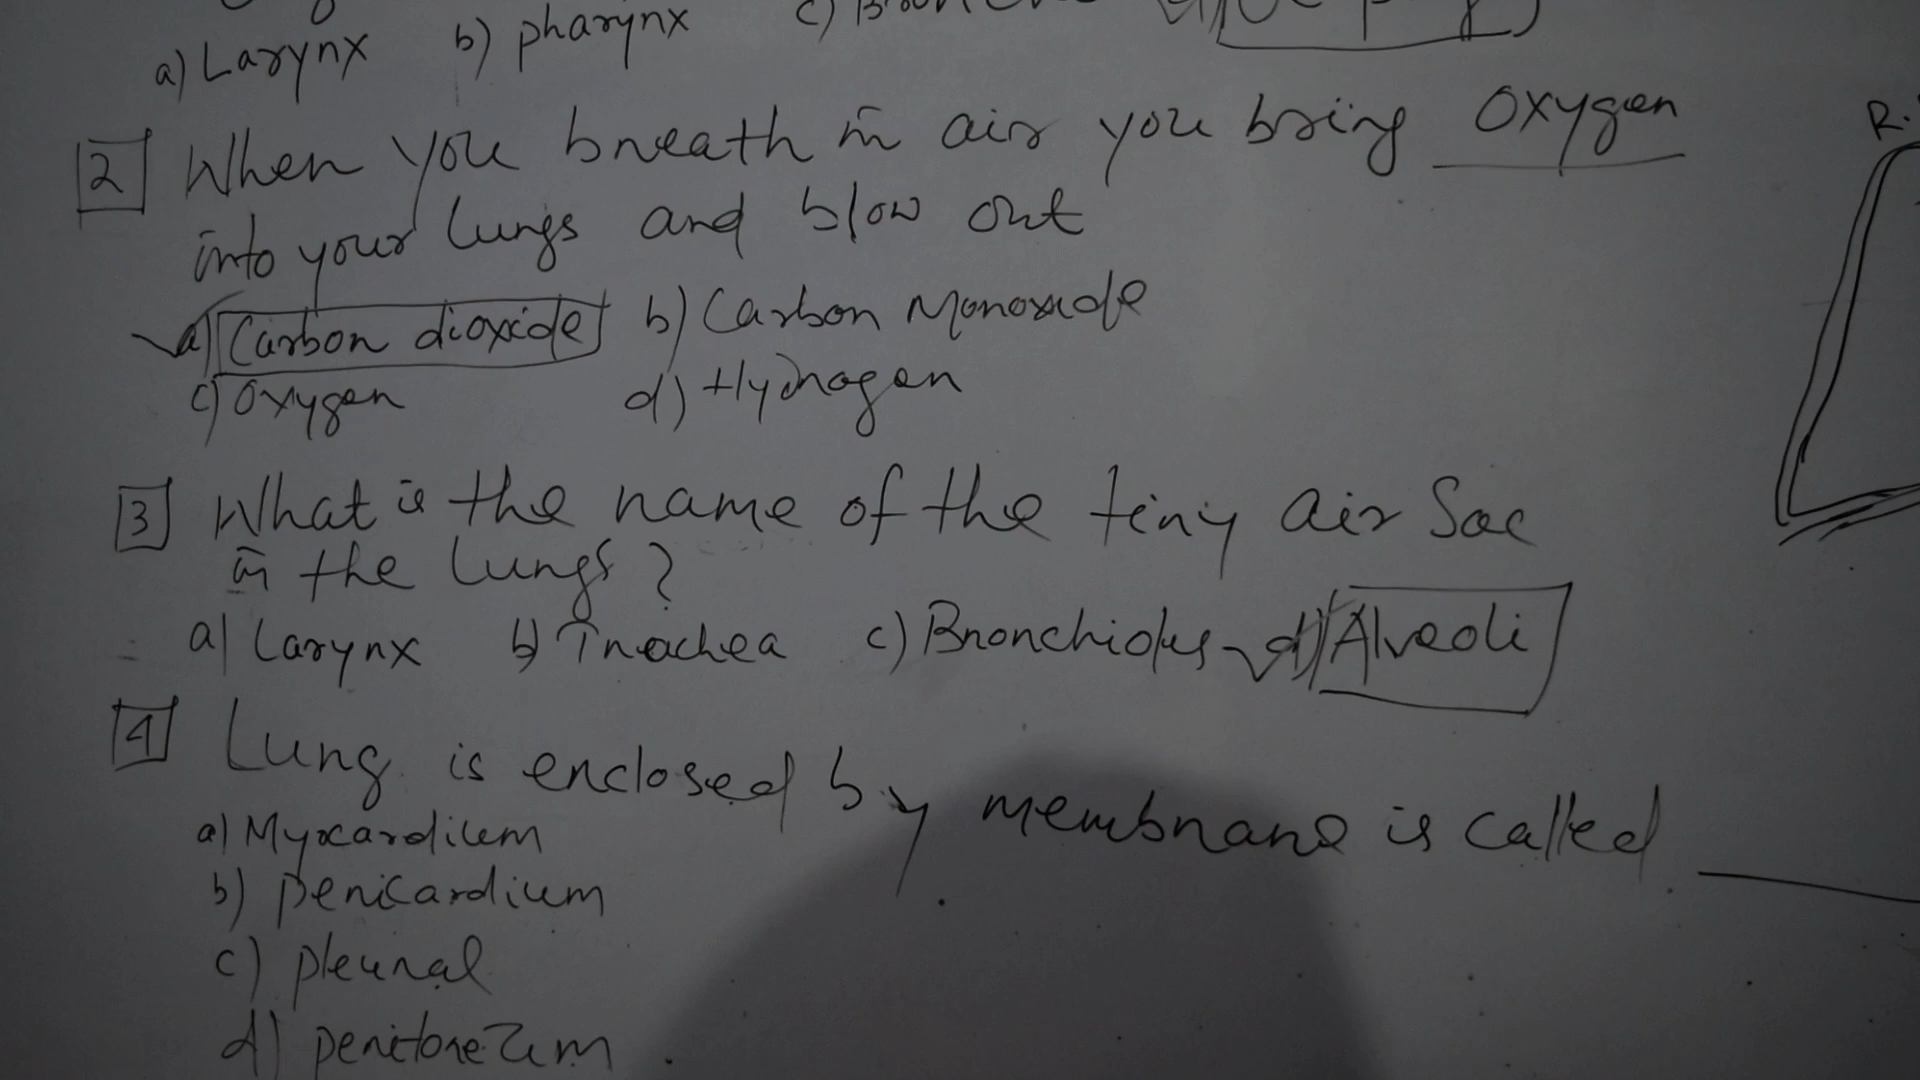 a) Larynx b) pharynx c)
2 When you breath in air you bring Oxygen
into your lungs and blow out
a) Carbon dioxide b) Carbon Monoxide
c) Oxygen d) Hydrogen
3 What is the name of the tiny air Sac
in the lungs?
a) Larynx b) Trachea c) Bronchioles d) Alveoli
4 Lung is enclosed by membrane is called
a) Myocardium
b) pericardium
c) pleural
d) peritoneum
R.